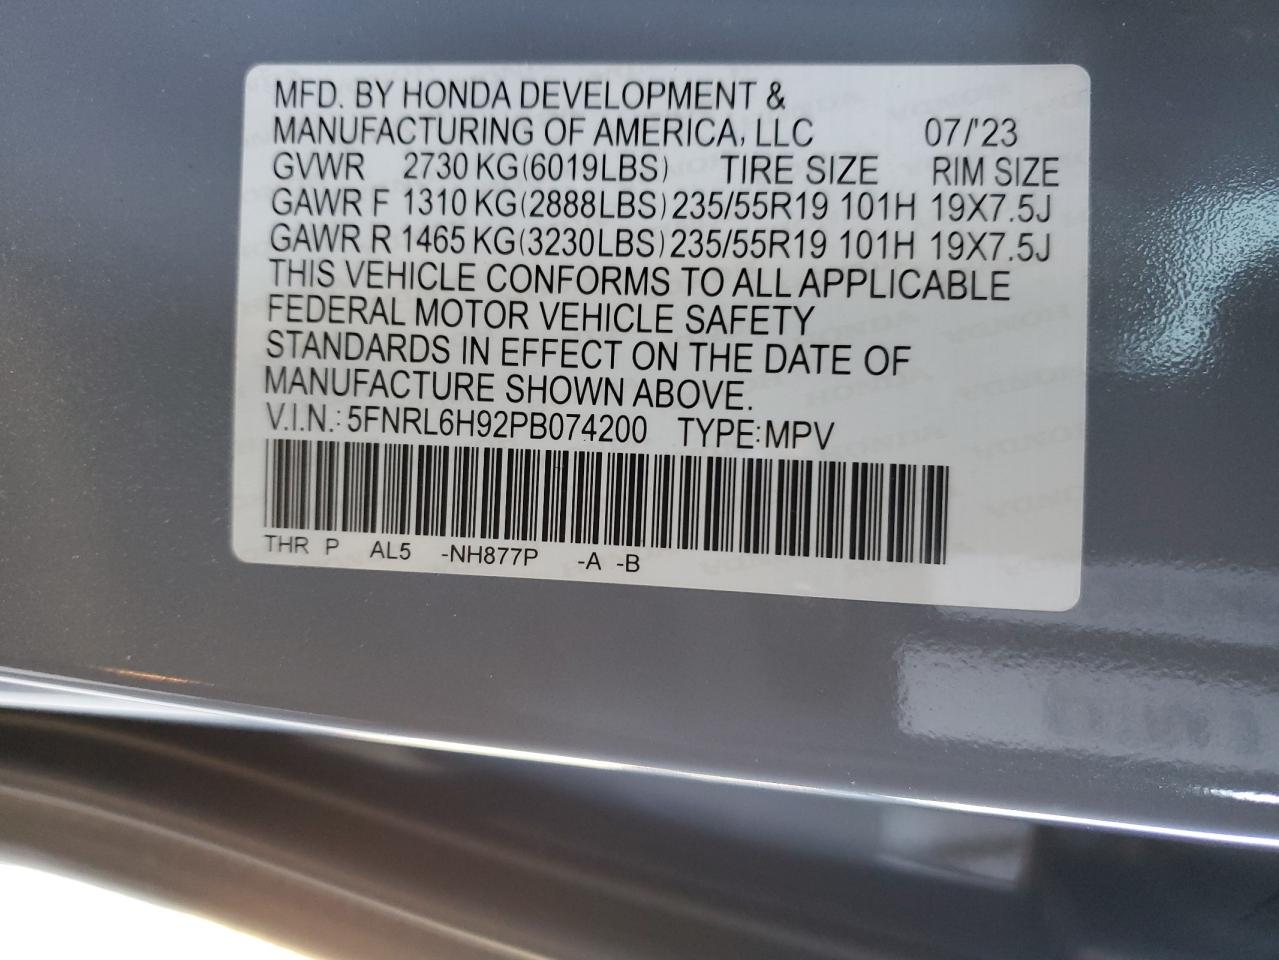 MFD. BY HONDA DEVELOPMENT &
MANUFACTURING OF AMERICA, LLC 07/'23
GVWR 2730 KG(6019LBS) TIRE SIZE RIM SIZE
GAWR F 1310 KG(2888LBS) 235/55R19 101H 19X7.5J
GAWR R 1465 KG(3230LBS) 235/55R19 101H 19X7.5J
THIS VEHICLE CONFORMS TO ALL APPLICABLE
FEDERAL MOTOR VEHICLE SAFETY
STANDARDS IN EFFECT ON THE DATE OF
MANUFACTURE SHOWN ABOVE.
V.I.N.: 5FNRL6H92PB074200 TYPE: MPV
THR P AL5 -NH877P -A -B